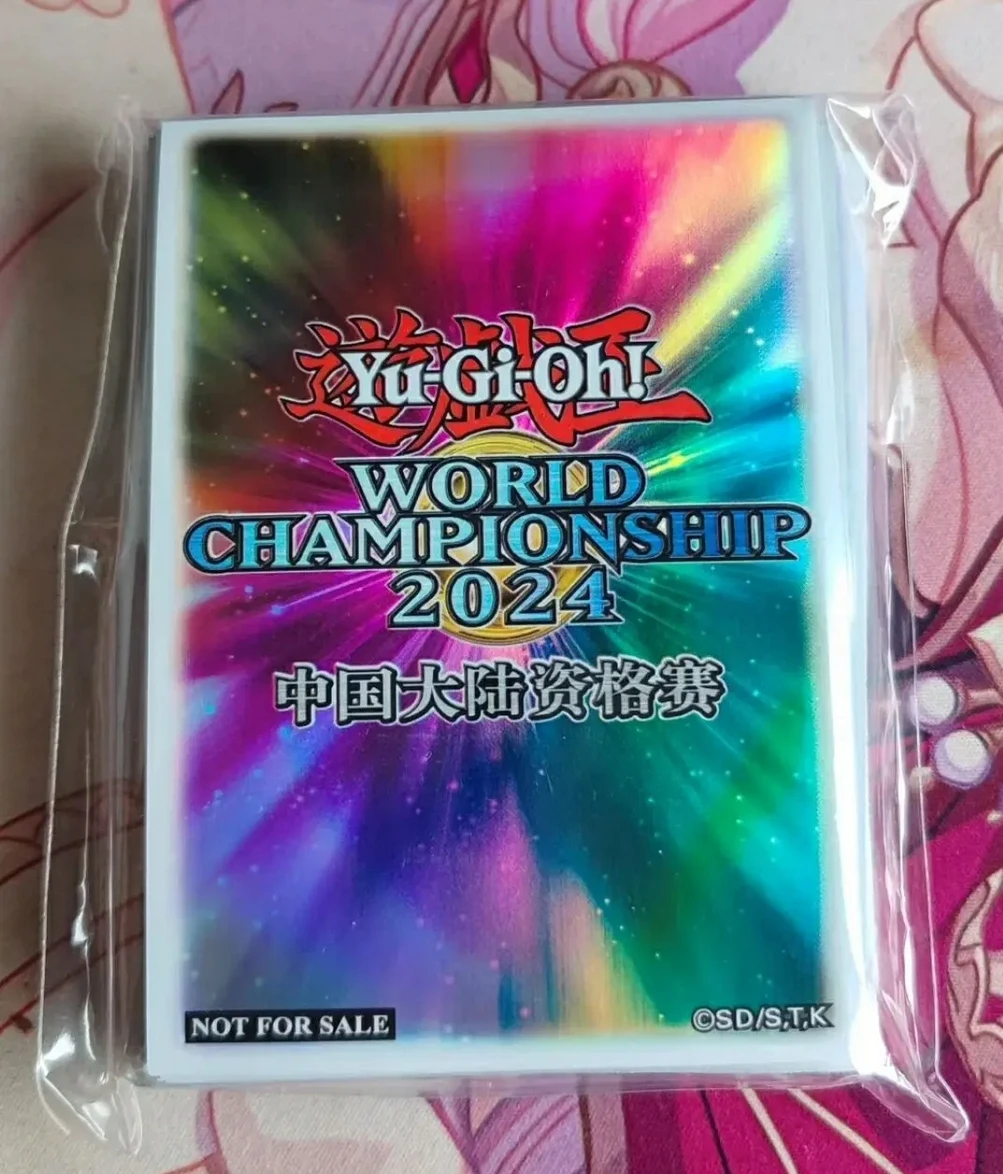 遊戯王
Yu-Gi-Oh!
WORLD
CHAMPIONSHIP
2024
中国大陆资格赛
NOT FOR SALE
©SD/S,T,K